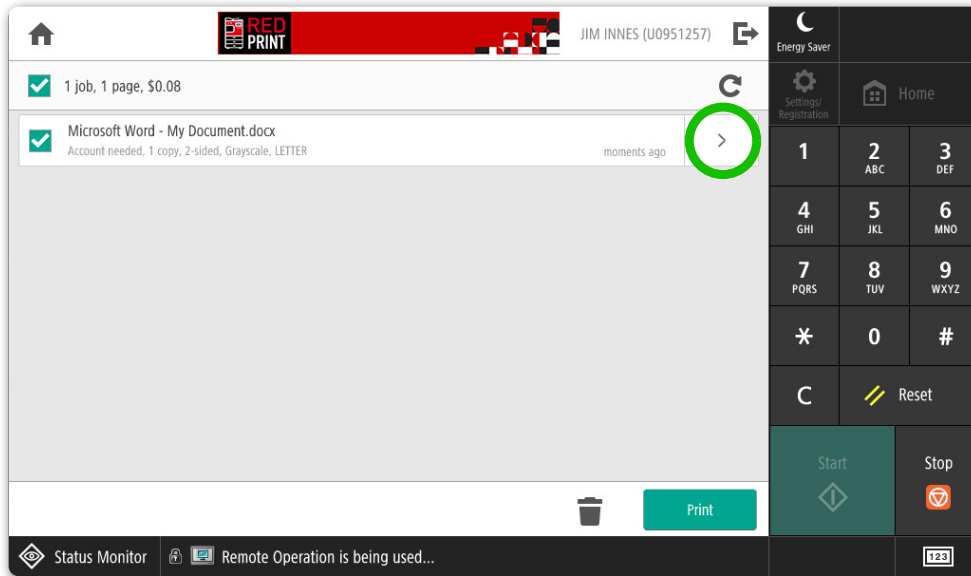 RED
PRINT
JIM INNES (U0951257)
1 job, 1 page, $0.08
Microsoft Word - My Document.docx
Account needed, 1 copy, 2-sided, Grayscale, LETTER
moments ago
Print
Status Monitor
Remote Operation is being used...
Energy Saver
Settings/
Registration
Home
1
2
ABC
3
DEF
4
GHI
5
JKL
6
MNO
7
PQRS
8
TUV
9
WXYZ
*
0
#
C
Reset
Start
Stop
123